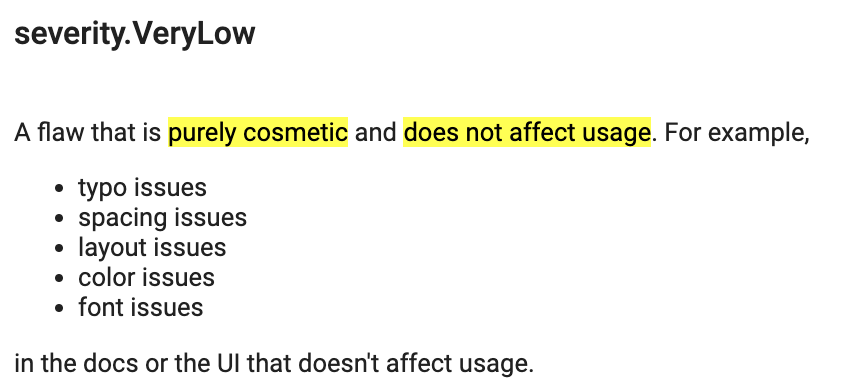 severity.VeryLow
A flaw that is purely cosmetic and does not affect usage. For example,
• typo issues
• spacing issues
• layout issues
• color issues
• font issues
in the docs or the UI that doesn't affect usage.